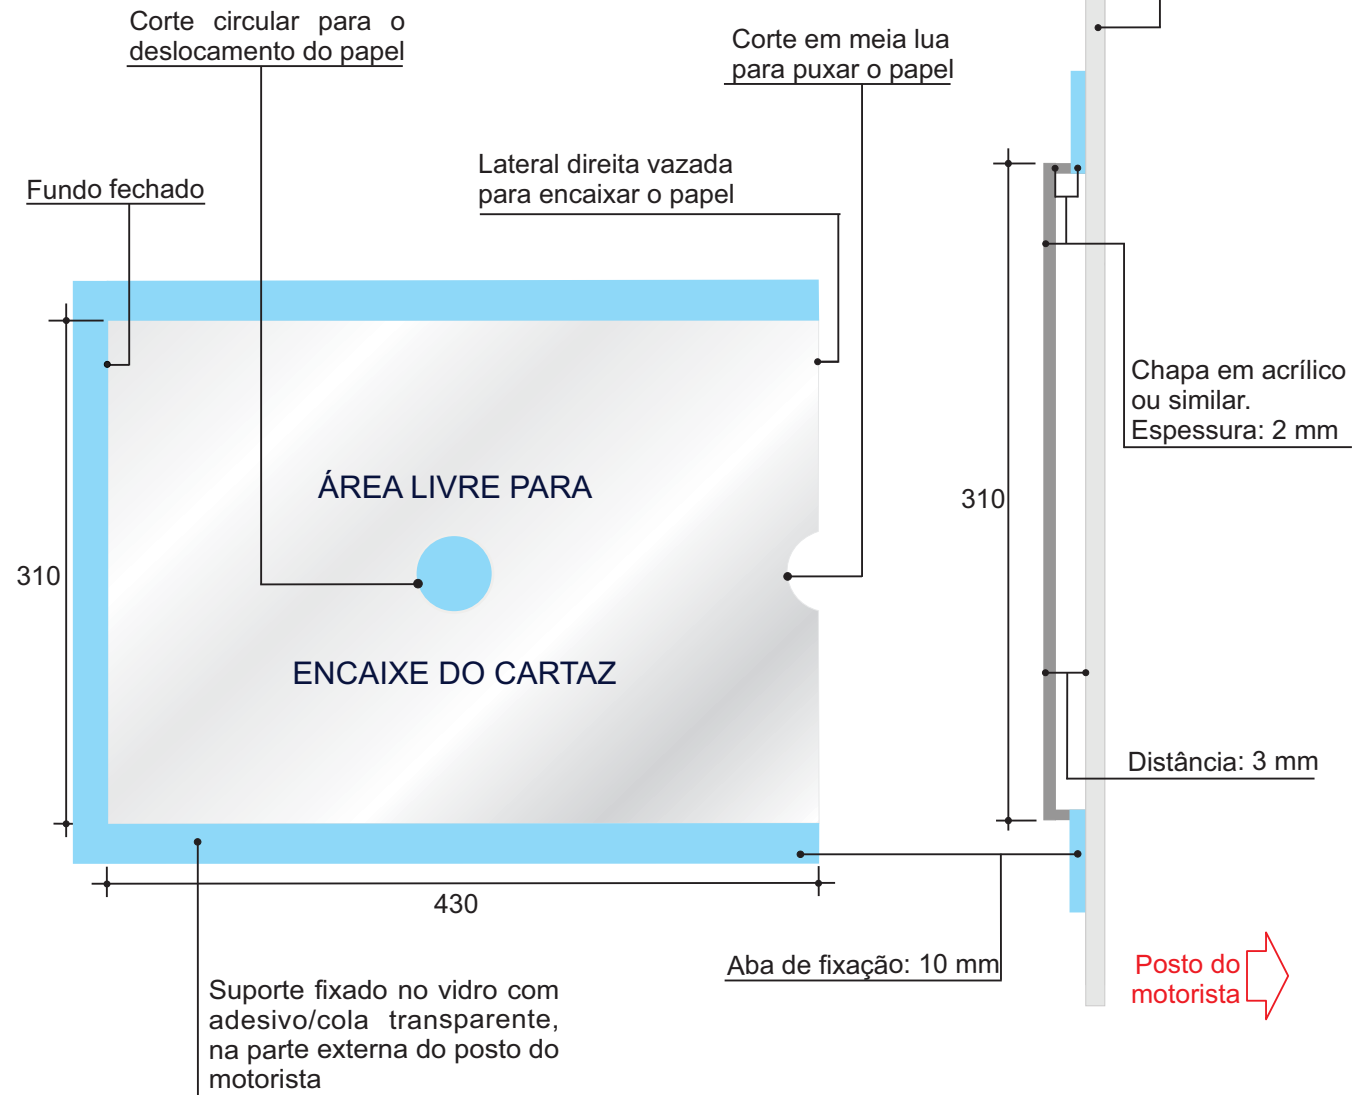 Corte circular para o
deslocamento do papel
Corte em meia lua
para puxar o papel
Lateral direita vazada
para encaixar o papel
Fundo fechado
Chapa em acrílico
ou similar.
Espessura: 2 mm
ÁREA LIVRE PARA
310
310
ENCAIXE DO CARTAZ
Distância: 3 mm
430
Aba de fixação: 10 mm
Posto do
motorista
Suporte fixado no vidro com
adesivo/cola transparente,
na parte externa do posto do
motorista